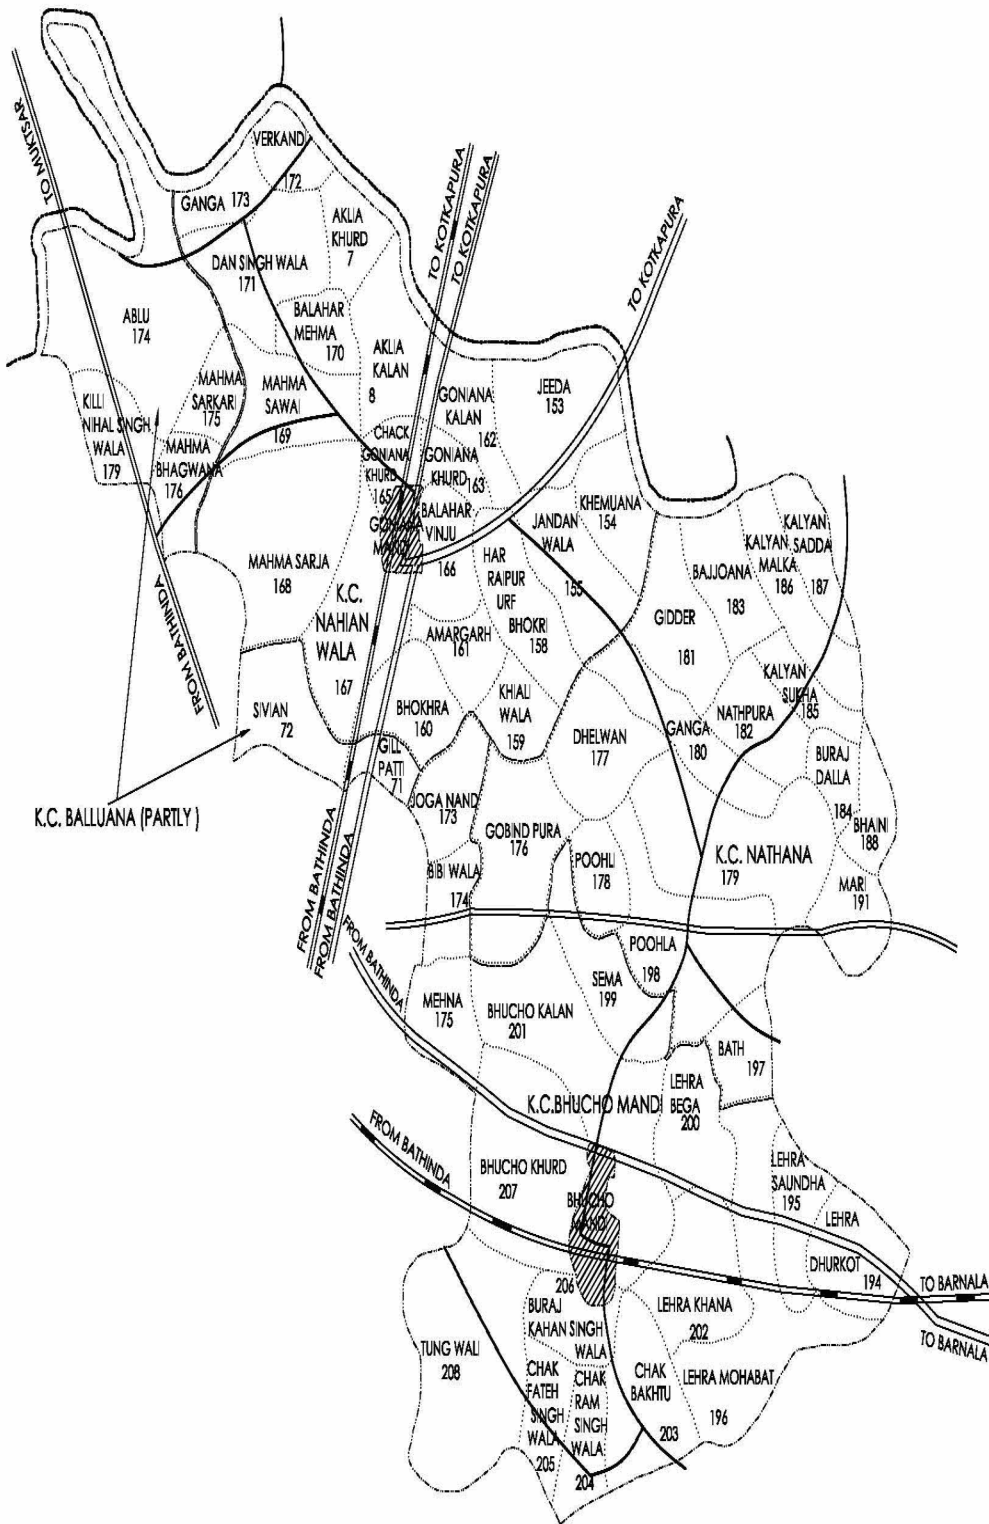 TO MUKTSAR
VERKAND
172
GANGA 173
AKLIA
KHURD
7
TO KOTKAPURA
TO KOTKAPURA
TO KOTKAPURA
DAN SINGH WALA
171
BALAHAR
MEHMA
170
ABLU
174
AKLIA
KALAN
8
MAHMA
SARKARI
175
MAHMA
SAWAI
169
GONIANA
KALAN
162
JEEDA
153
KILLI
NIHAL SINGH
WALA
179
MAHMA
BHAGWANA
176
CHACK
GONIANA
KHURD
165
GONIANA
KHURD
163
GONIANA
MANDI
BALAHAR
VINJU
166
JANDAN
WALA
155
KHEMUANA
154
HAR
RAIPUR
URF
BHOKRI
158
BAJJOANA
183
KALYAN
MALKA
186
KALYAN
SADDA
187
MAHMA SARJA
168
K.C.
NAHIAN
WALA
167
AMARGARH
161
GIDDER
181
FROM BATHINDA
SIVIAN
72
BHOKHRA
160
KHIALI
WALA
159
DHELWAN
177
GANGA
180
NATHPURA
182
KALYAN
SUKHA
185
GILL
PATTI
71
BURAJ
DALLA
184
K.C. BALLUANA (PARTLY )
JOGA NAND
173
GOBIND PURA
176
POOHLI
178
K.C. NATHANA
179
BHAINI
188
BIBI WALA
174
MARI
191
FROM BATHINDA
FROM BATHINDA
FROM BATHINDA
POOHLA
198
SEMA
199
MEHNA
175
BHUCHO KALAN
201
BATH
197
K.C.BHUCHO MANDI
LEHRA
BEGA
200
FROM BATHINDA
BHUCHO KHURD
207
BHUCHO
MAND
LEHRA
SAUNDHA
195
LEHRA
DHURKOT
194
TO BARNALA
TO BARNALA
206
BURAJ
KAHAN SINGH
WALA
LEHRA KHANA
202
TUNG WALI
208
CHAK
FATEH
SINGH
WALA
205
CHAK
RAM
SINGH
WALA
204
CHAK
BAKHTU
203
LEHRA MOHABAT
196